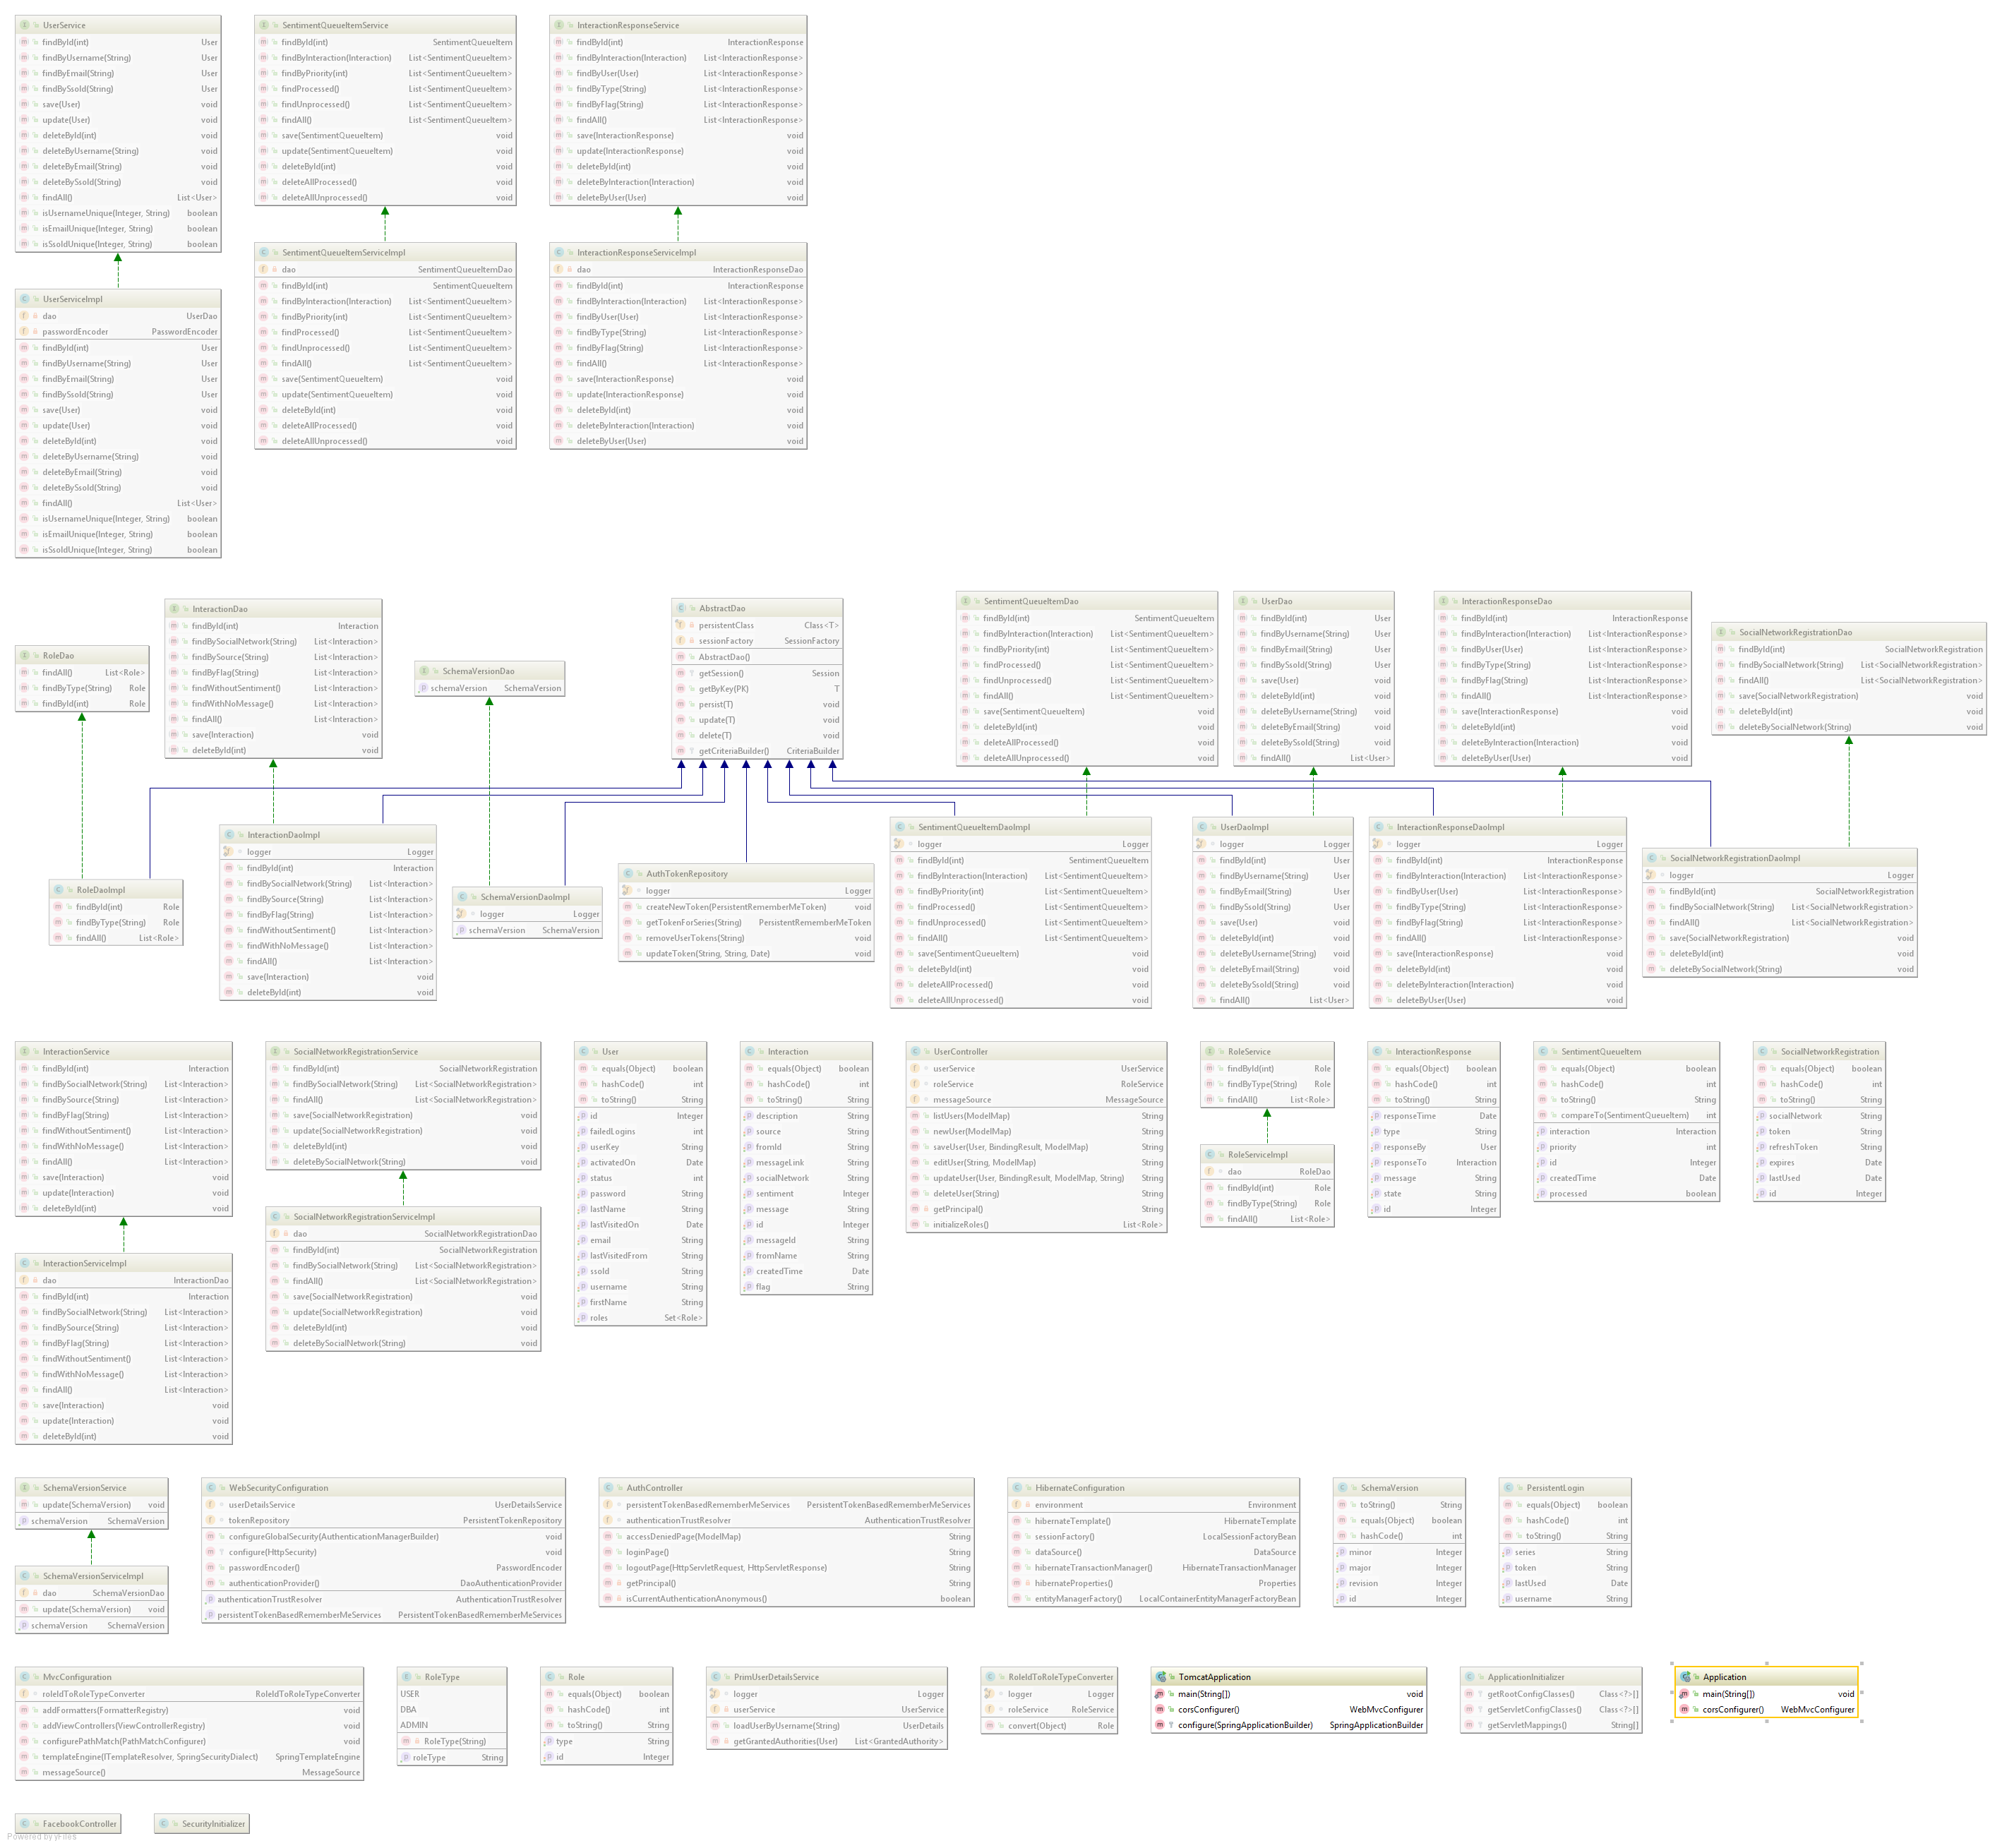 UserService
findById(int) User
findByUsername(String) User
findByEmail(String) User
findBySsoId(String) User
save(User) void
update(User) void
deleteById(int) void
deleteByUsername(String) void
deleteByEmail(String) void
deleteBySsoId(String) void
findAll() List<User>
isUsernameUnique(Integer, String) boolean
isEmailUnique(Integer, String) boolean
isSsoIdUnique(Integer, String) boolean
SentimentQueueItemService
findById(int) SentimentQueueItem
findByInteraction(Interaction) List<SentimentQueueItem>
findByPriority(int) List<SentimentQueueItem>
findProcessed() List<SentimentQueueItem>
findUnprocessed() List<SentimentQueueItem>
findAll() List<SentimentQueueItem>
save(SentimentQueueItem) void
update(SentimentQueueItem) void
deleteById(int) void
deleteAllProcessed() void
deleteAllUnprocessed() void
InteractionResponseService
findById(int) InteractionResponse
findByInteraction(Interaction) List<InteractionResponse>
findByUser(User) List<InteractionResponse>
findByType(String) List<InteractionResponse>
findByFlag(String) List<InteractionResponse>
findAll() List<InteractionResponse>
save(InteractionResponse) void
update(InteractionResponse) void
deleteById(int) void
deleteByInteraction(Interaction) void
deleteByUser(User) void
UserServiceImpl
dao UserDao
passwordEncoder PasswordEncoder
findById(int) User
findByUsername(String) User
findByEmail(String) User
findBySsoId(String) User
save(User) void
update(User) void
deleteById(int) void
deleteByUsername(String) void
deleteByEmail(String) void
deleteBySsoId(String) void
findAll() List<User>
isUsernameUnique(Integer, String) boolean
isEmailUnique(Integer, String) boolean
isSsoIdUnique(Integer, String) boolean
SentimentQueueItemServiceImpl
dao SentimentQueueItemDao
findById(int) SentimentQueueItem
findByInteraction(Interaction) List<SentimentQueueItem>
findByPriority(int) List<SentimentQueueItem>
findProcessed() List<SentimentQueueItem>
findUnprocessed() List<SentimentQueueItem>
findAll() List<SentimentQueueItem>
save(SentimentQueueItem) void
update(SentimentQueueItem) void
deleteById(int) void
deleteAllProcessed() void
deleteAllUnprocessed() void
InteractionResponseServiceImpl
dao InteractionResponseDao
findById(int) InteractionResponse
findByInteraction(Interaction) List<InteractionResponse>
findByUser(User) List<InteractionResponse>
findByType(String) List<InteractionResponse>
findByFlag(String) List<InteractionResponse>
findAll() List<InteractionResponse>
save(InteractionResponse) void
update(InteractionResponse) void
deleteById(int) void
deleteByInteraction(Interaction) void
deleteByUser(User) void
RoleDao
findAll() List<Role>
findByType(String) Role
findById(int) Role
InteractionDao
findById(int) Interaction
findBySocialNetwork(String) List<Interaction>
findBySource(String) List<Interaction>
findByFlag(String) List<Interaction>
findWithoutSentiment() List<Interaction>
findWithNoMessage() List<Interaction>
findAll() List<Interaction>
save(Interaction) void
deleteById(int) void
SchemaVersionDao
schemaVersion SchemaVersion
AbstractDao
persistentClass Class<T>
sessionFactory SessionFactory
AbstractDao()
getSession() Session
getByKey(PK) T
persist(T) void
update(T) void
delete(T) void
getCriteriaBuilder() CriteriaBuilder
SentimentQueueItemDao
findById(int) SentimentQueueItem
findByInteraction(Interaction) List<SentimentQueueItem>
findByPriority(int) List<SentimentQueueItem>
findProcessed() List<SentimentQueueItem>
findUnprocessed() List<SentimentQueueItem>
findAll() List<SentimentQueueItem>
save(SentimentQueueItem) void
deleteById(int) void
deleteAllProcessed() void
deleteAllUnprocessed() void
UserDao
findById(int) User
findByUsername(String) User
findByEmail(String) User
findBySsoId(String) User
save(User) void
deleteById(int) void
deleteByUsername(String) void
deleteByEmail(String) void
deleteBySsoId(String) void
findAll() List<User>
InteractionResponseDao
findById(int) InteractionResponse
findByInteraction(Interaction) List<InteractionResponse>
findByUser(User) List<InteractionResponse>
findByType(String) List<InteractionResponse>
findByFlag(String) List<InteractionResponse>
findAll() List<InteractionResponse>
save(InteractionResponse) void
deleteById(int) void
deleteByInteraction(Interaction) void
deleteByUser(User) void
SocialNetworkRegistrationDao
findById(int) SocialNetworkRegistration
findBySocialNetwork(String) List<SocialNetworkRegistration>
findAll() List<SocialNetworkRegistration>
save(SocialNetworkRegistration) void
deleteById(int) void
deleteBySocialNetwork(String) void
RoleDaoImpl
findById(int) Role
findByType(String) Role
findAll() List<Role>
InteractionDaoImpl
logger Logger
findById(int) Interaction
findBySocialNetwork(String) List<Interaction>
findBySource(String) List<Interaction>
findByFlag(String) List<Interaction>
findWithoutSentiment() List<Interaction>
findWithNoMessage() List<Interaction>
findAll() List<Interaction>
save(Interaction) void
deleteById(int) void
SchemaVersionDaoImpl
logger Logger
schemaVersion SchemaVersion
AuthTokenRepository
logger Logger
createNewToken(PersistentRememberMeToken) void
getTokenForSeries(String) PersistentRememberMeToken
removeUserTokens(String) void
updateToken(String, String, Date) void
SentimentQueueItemDaoImpl
logger Logger
findById(int) SentimentQueueItem
findByInteraction(Interaction) List<SentimentQueueItem>
findByPriority(int) List<SentimentQueueItem>
findProcessed() List<SentimentQueueItem>
findUnprocessed() List<SentimentQueueItem>
findAll() List<SentimentQueueItem>
save(SentimentQueueItem) void
deleteById(int) void
deleteAllProcessed() void
deleteAllUnprocessed() void
UserDaoImpl
logger Logger
findById(int) User
findByUsername(String) User
findByEmail(String) User
findBySsoId(String) User
save(User) void
deleteById(int) void
deleteByUsername(String) void
deleteByEmail(String) void
deleteBySsoId(String) void
findAll() List<User>
InteractionResponseDaoImpl
logger Logger
findById(int) InteractionResponse
findByInteraction(Interaction) List<InteractionResponse>
findByUser(User) List<InteractionResponse>
findByType(String) List<InteractionResponse>
findByFlag(String) List<InteractionResponse>
findAll() List<InteractionResponse>
save(InteractionResponse) void
deleteById(int) void
deleteByInteraction(Interaction) void
deleteByUser(User) void
SocialNetworkRegistrationDaoImpl
logger Logger
findById(int) SocialNetworkRegistration
findBySocialNetwork(String) List<SocialNetworkRegistration>
findAll() List<SocialNetworkRegistration>
save(SocialNetworkRegistration) void
deleteById(int) void
deleteBySocialNetwork(String) void
InteractionService
findById(int) Interaction
findBySocialNetwork(String) List<Interaction>
findBySource(String) List<Interaction>
findByFlag(String) List<Interaction>
findWithoutSentiment() List<Interaction>
findWithNoMessage() List<Interaction>
findAll() List<Interaction>
save(Interaction) void
update(Interaction) void
deleteById(int) void
SocialNetworkRegistrationService
findById(int) SocialNetworkRegistration
findBySocialNetwork(String) List<SocialNetworkRegistration>
findAll() List<SocialNetworkRegistration>
save(SocialNetworkRegistration) void
update(SocialNetworkRegistration) void
deleteById(int) void
deleteBySocialNetwork(String) void
User
equals(Object) boolean
hashCode() int
toString() String
id Integer
failedLogins int
userKey String
activatedOn Date
status int
password String
lastName String
lastVisitedOn Date
email String
lastVisitedFrom String
ssoId String
username String
firstName String
roles Set<Role>
Interaction
equals(Object) boolean
hashCode() int
toString() String
description String
source String
fromId String
messageLink String
socialNetwork String
sentiment Integer
message String
id Integer
messageId String
fromName String
createdTime Date
flag String
UserController
userService UserService
roleService RoleService
messageSource MessageSource
listUsers(ModelMap) String
newUser(ModelMap) String
saveUser(User, BindingResult, ModelMap) String
editUser(String, ModelMap) String
updateUser(User, BindingResult, ModelMap, String) String
deleteUser(String) String
getPrincipal() String
initializeRoles() List<Role>
RoleService
findById(int) Role
findByType(String) Role
findAll() List<Role>
InteractionResponse
equals(Object) boolean
hashCode() int
toString() String
responseTime Date
type String
responseBy User
responseTo Interaction
message String
state String
id Integer
SentimentQueueItem
equals(Object) boolean
hashCode() int
toString() String
compareTo(SentimentQueueItem) int
interaction Interaction
priority int
id Integer
createdTime Date
processed boolean
SocialNetworkRegistration
equals(Object) boolean
hashCode() int
toString() String
socialNetwork String
token String
refreshToken String
expires Date
lastUsed Date
id Integer
RoleServiceImpl
dao RoleDao
findById(int) Role
findByType(String) Role
findAll() List<Role>
InteractionServiceImpl
dao InteractionDao
findById(int) Interaction
findBySocialNetwork(String) List<Interaction>
findBySource(String) List<Interaction>
findByFlag(String) List<Interaction>
findWithoutSentiment() List<Interaction>
findWithNoMessage() List<Interaction>
findAll() List<Interaction>
save(Interaction) void
update(Interaction) void
deleteById(int) void
SocialNetworkRegistrationServiceImpl
dao SocialNetworkRegistrationDao
findById(int) SocialNetworkRegistration
findBySocialNetwork(String) List<SocialNetworkRegistration>
findAll() List<SocialNetworkRegistration>
save(SocialNetworkRegistration) void
update(SocialNetworkRegistration) void
deleteById(int) void
deleteBySocialNetwork(String) void
SchemaVersionService
update(SchemaVersion) void
schemaVersion SchemaVersion
SchemaVersionServiceImpl
dao SchemaVersionDao
update(SchemaVersion) void
schemaVersion SchemaVersion
WebSecurityConfiguration
userDetailsService UserDetailsService
tokenRepository PersistentTokenRepository
configureGlobalSecurity(AuthenticationManagerBuilder) void
configure(HttpSecurity) void
passwordEncoder() PasswordEncoder
authenticationProvider() DaoAuthenticationProvider
authenticationTrustResolver AuthenticationTrustResolver
persistentTokenBasedRememberMeServices PersistentTokenBasedRememberMeServices
AuthController
persistentTokenBasedRememberMeServices PersistentTokenBasedRememberMeServices
authenticationTrustResolver AuthenticationTrustResolver
accessDeniedPage(ModelMap) String
loginPage() String
logoutPage(HttpServletRequest, HttpServletResponse) String
getPrincipal() String
isCurrentAuthenticationAnonymous() boolean
HibernateConfiguration
environment Environment
hibernateTemplate() HibernateTemplate
sessionFactory() LocalSessionFactoryBean
dataSource() DataSource
hibernateTransactionManager() HibernateTransactionManager
hibernateProperties() Properties
entityManagerFactory() LocalContainerEntityManagerFactoryBean
SchemaVersion
toString() String
equals(Object) boolean
hashCode() int
minor Integer
major Integer
revision Integer
id Integer
PersistentLogin
equals(Object) boolean
hashCode() int
toString() String
series String
token String
lastUsed Date
username String
MvcConfiguration
roleIdToRoleTypeConverter RoleIdToRoleTypeConverter
addFormatters(FormatterRegistry) void
addViewControllers(ViewControllerRegistry) void
configurePathMatch(PathMatchConfigurer) void
templateEngine(ITemplateResolver, SpringSecurityDialect) SpringTemplateEngine
messageSource() MessageSource
RoleType
USER
DBA
ADMIN
RoleType(String)
roleType String
Role
equals(Object) boolean
hashCode() int
toString() String
type String
id Integer
PrimUserDetailsService
logger Logger
userService UserService
loadUserByUsername(String) UserDetails
getGrantedAuthorities(User) List<GrantedAuthority>
RoleIdToRoleTypeConverter
logger Logger
roleService RoleService
convert(Object) Role
TomcatApplication
main(String[]) void
corsConfigurer() WebMvcConfigurer
configure(SpringApplicationBuilder) SpringApplicationBuilder
ApplicationInitializer
getRootConfigClasses() Class<?>[]
getServletConfigClasses() Class<?>[]
getServletMappings() String[]
Application
main(String[]) void
corsConfigurer() WebMvcConfigurer
FacebookController
SecurityInitializer
Powered by yFiles